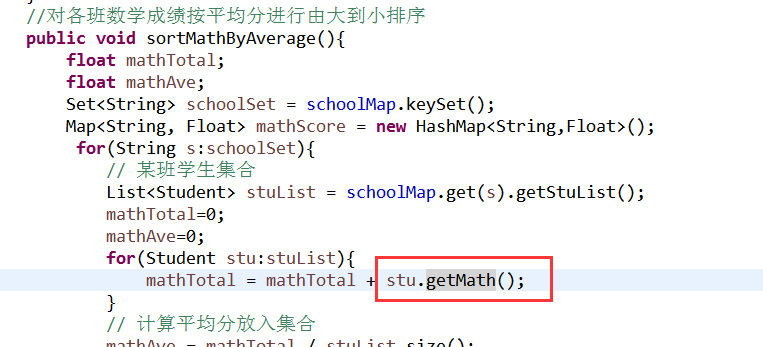 //对各班数学成绩按平均分进行由大到小排序
public void sortMathByAverage(){
float mathTotal;
float mathAve;
Set<String> schoolSet = schoolMap.keySet();
Map<String, Float> mathScore = new HashMap<String,Float>();
for(String s:schoolSet){
// 某班学生集合
List<Student> stuList = schoolMap.get(s).getStuList();
mathTotal=0;
mathAve=0;
for(Student stu:stuList){
mathTotal = mathTotal + stu.getMath();
}
// 计算平均分放入集合
mathAve = mathTotal / stuList.size();